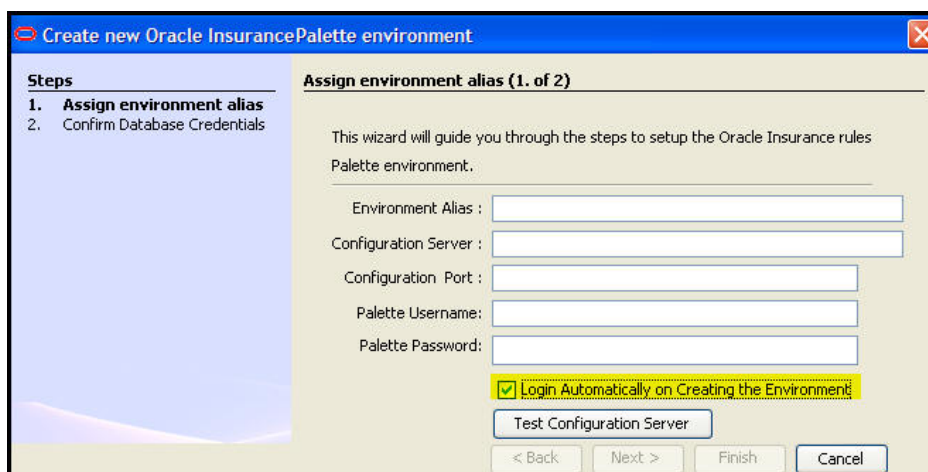 Create new Oracle InsurancePalette environment
Steps
1. Assign environment alias
2. Confirm Database Credentials
Assign environment alias (1. of 2)
This wizard will guide you through the steps to setup the Oracle Insurance rules
Palette environment.
Environment Alias :
Configuration Server :
Configuration Port :
Palette Username:
Palette Password:
Login Automatically on Creating the Environment
Test Configuration Server
< Back Next > Finish Cancel